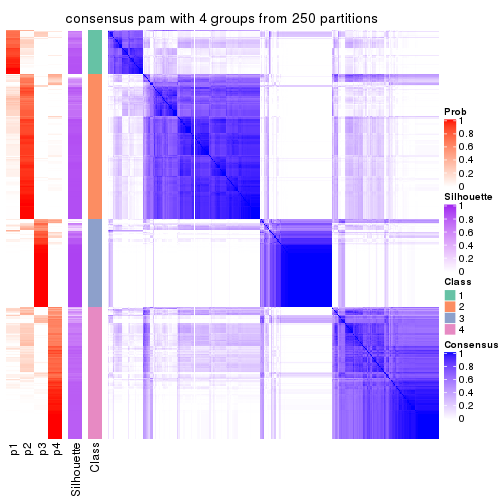 consensus pam with 4 groups from 250 partitions
Prob
1
0.8
0.6
0.4
0.2
0
Silhouette
1
0.8
0.6
0.4
0.2
0
Class
1
2
3
4
Consensus
1
0.8
0.6
0.4
0.2
0
p1
p2
p3
p4
Silhouette
Class